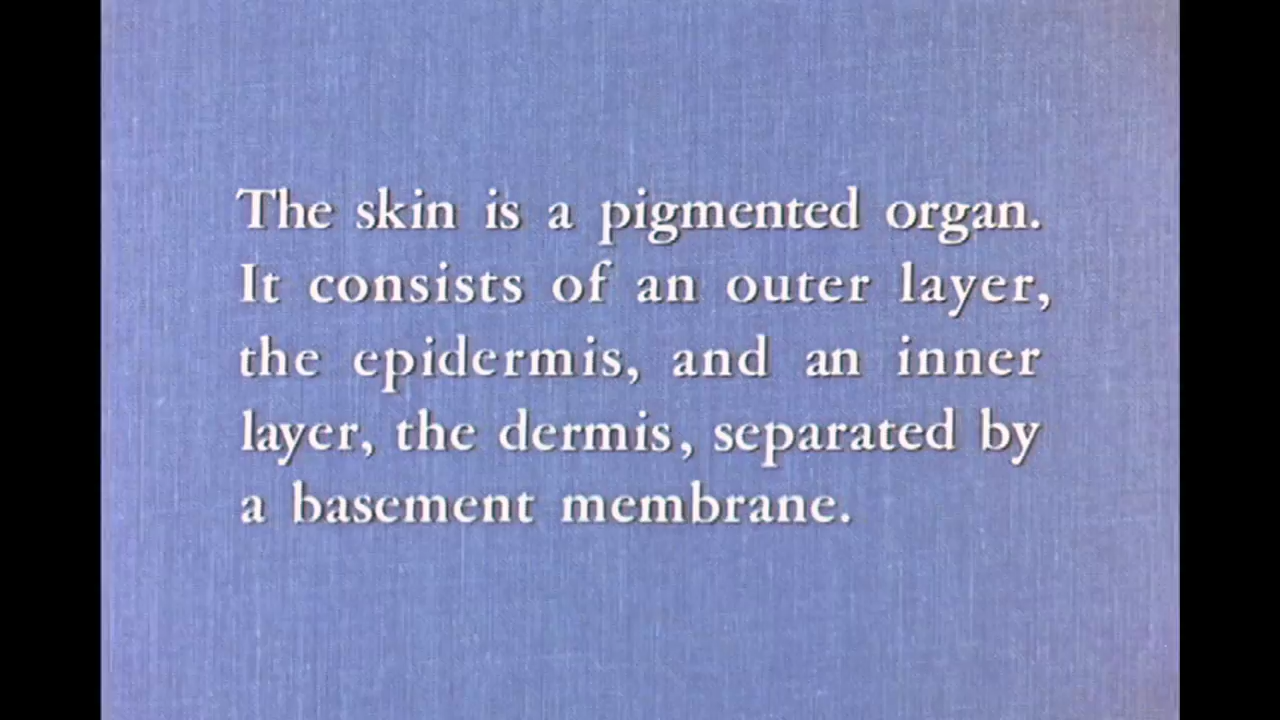 The skin is a pigmented organ.
It consists of an outer layer,
the epidermis, and an inner
layer, the dermis, separated by
a basement membrane.